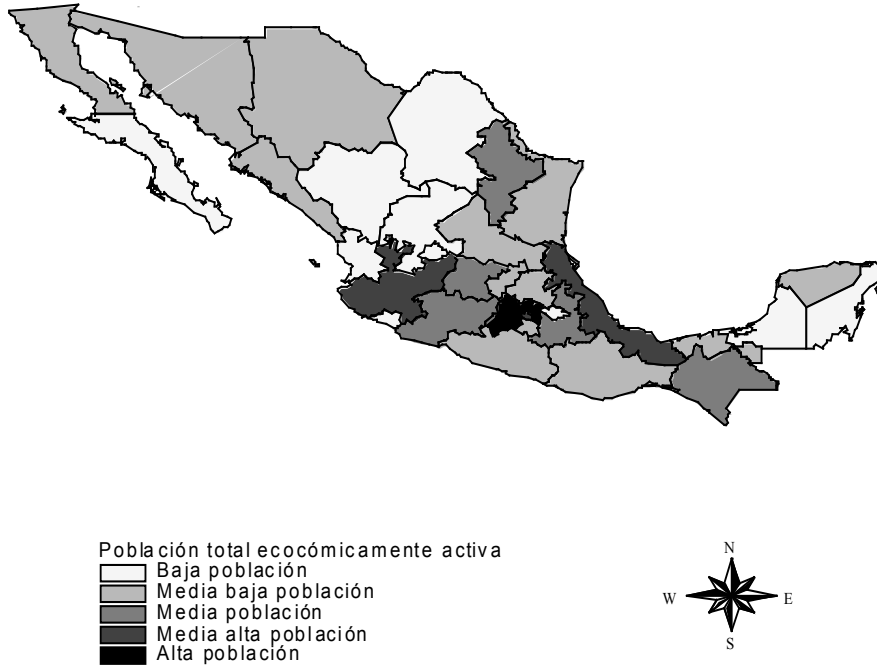 Población total ecocómicamente activa
Baja población
Media baja población
Media población
Media alta población
Alta población
N
W E
S